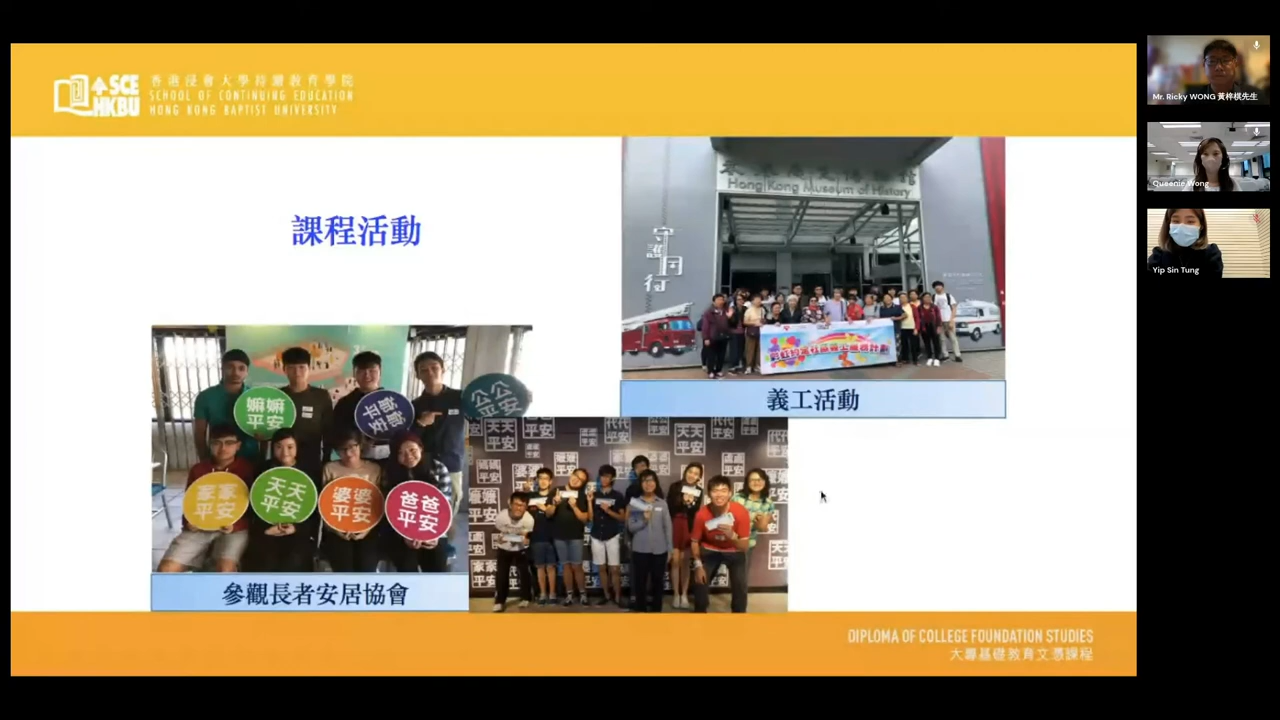 SCE
HKBU
香港浸會大學持續教育學院
SCHOOL OF CONTINUING EDUCATION
HONG KONG BAPTIST UNIVERSITY
課程活動
Hong Kong Museum of History
守護同行
義工活動
嫲嫲
平安
爺爺
平安
公公
平安
家家
平安
天天
平安
婆婆
平安
爸爸
平安
代代
平安
天天
平安
參觀長者安居協會
DIPLOMA OF COLLEGE FOUNDATION STUDIES
大專基礎教育文憑課程
Mr. Ricky WONG 黃梓棋先生
Queenie Wong
Yip Sin Tung